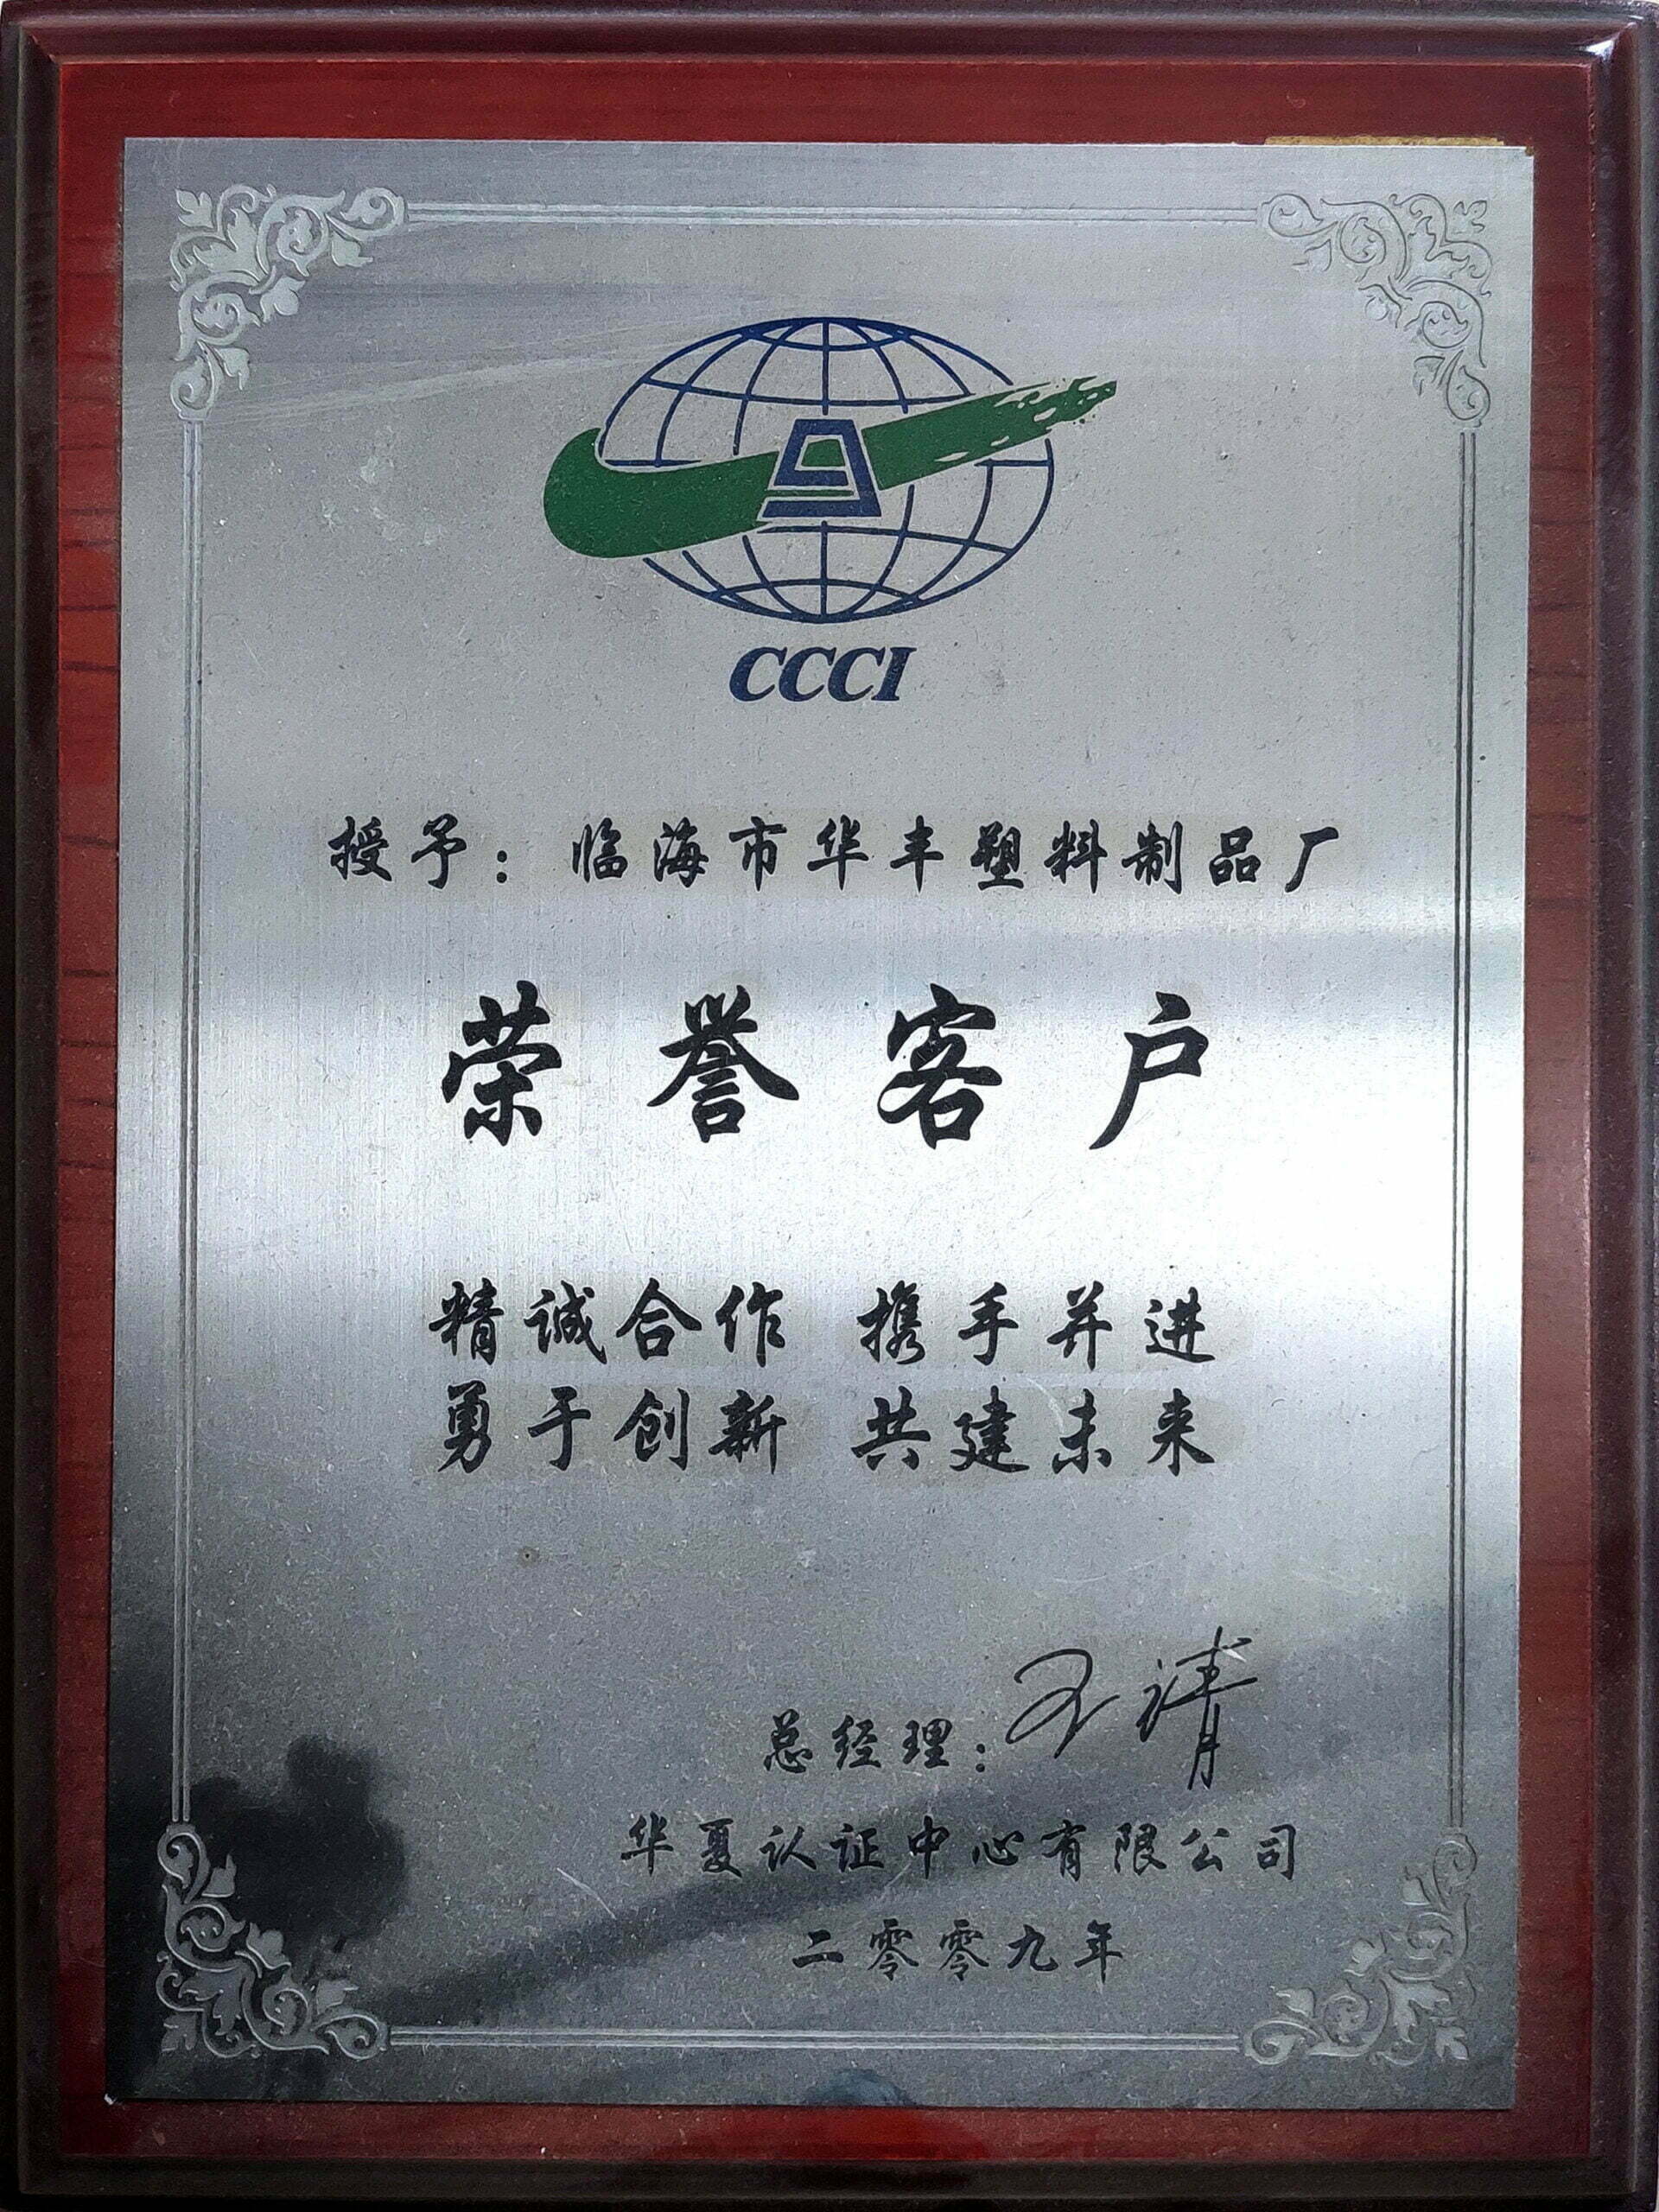 CCCI
授予：临海市华丰塑料制品厂
荣誉客户
精诚合作 携手并进
勇于创新 共建未来
总经理：
华夏认证中心有限公司
二零零九年